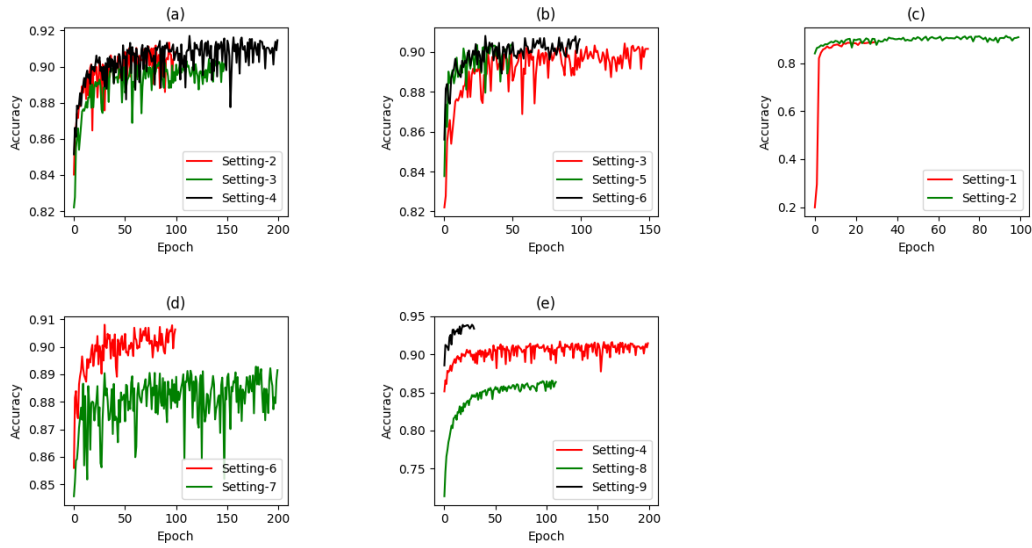 (a)
Accuracy
0.92
0.90
0.88
0.86
0.84
0.82
Setting-2
Setting-3
Setting-4
0 50 100 150 200
Epoch
(b)
Accuracy
0.90
0.88
0.86
0.84
0.82
Setting-3
Setting-5
Setting-6
0 50 100 150
Epoch
(c)
Accuracy
0.8
0.6
0.4
0.2
Setting-1
Setting-2
0 20 40 60 80 100
Epoch
(d)
Accuracy
0.91
0.90
0.89
0.88
0.87
0.86
0.85
Setting-6
Setting-7
0 50 100 150 200
Epoch
(e)
Accuracy
0.95
0.90
0.85
0.80
0.75
Setting-4
Setting-8
Setting-9
0 50 100 150 200
Epoch